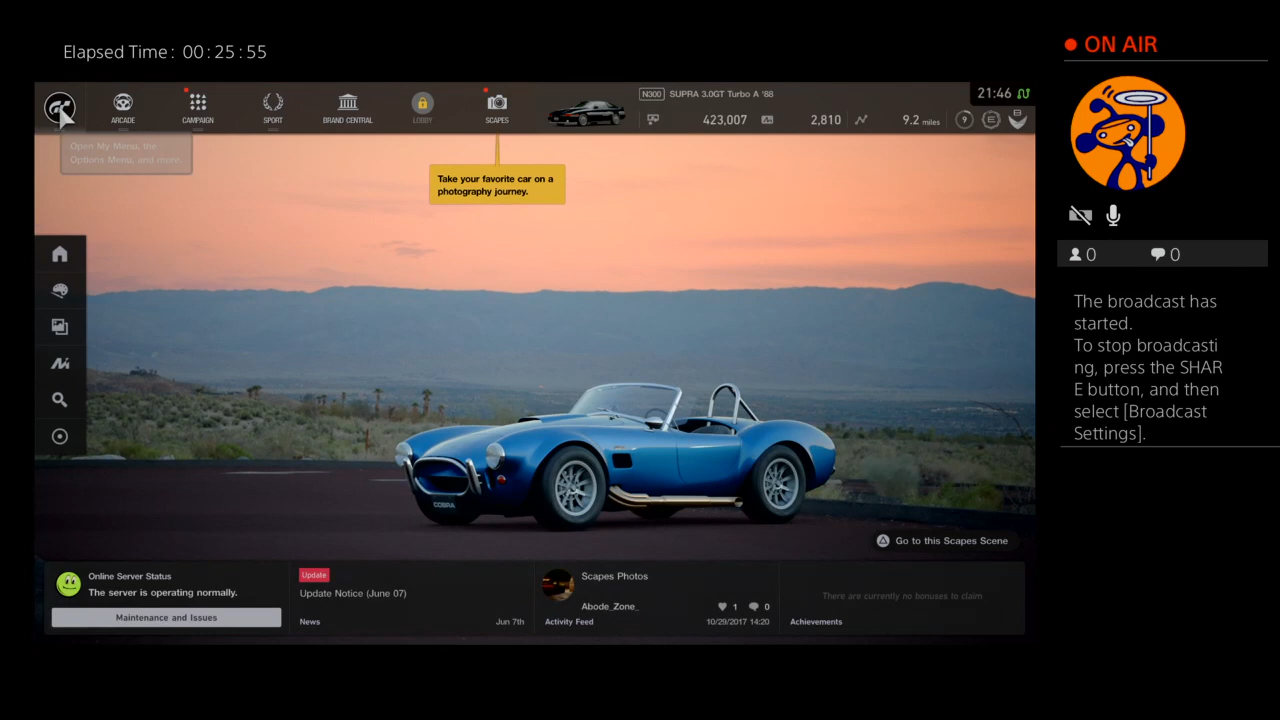 Elapsed Time: 00:25:55
ON AIR
N300 SUPRA 3.0GT Turbo A '88
21:46
ARCADE CAMPAIGN SPORT BRAND CENTRAL LOBBY SCAPES
423,007 2,810 9.2 miles 9 E
Open My Menu, the
Options Menu, and more.
Take your favorite car on a
photography journey.
0 0
The broadcast has
started.
To stop broadcasti
ng, press the SHAR
E button, and then
select [Broadcast
Settings].
COBRA
Go to this Scapes Scene
Online Server Status
The server is operating normally.
Maintenance and Issues
Update
Update Notice (June 07)
News Jun 7th
Scapes Photos
Abode_Zone_ 1 0
Activity Feed 10/29/2017 14:20
There are currently no bonuses to claim
Achievements